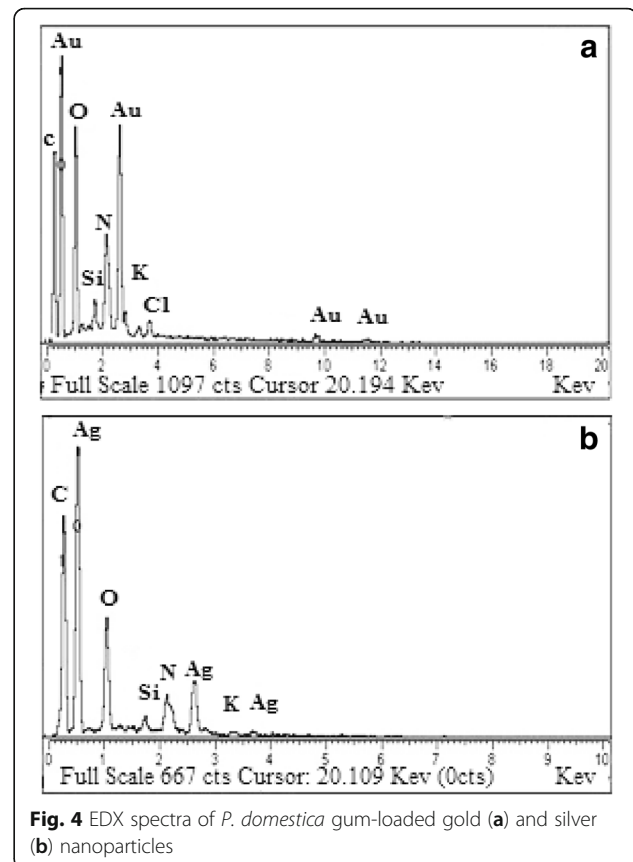 a
Au
Au
O
c
N
Si
K
Cl
Au Au
0 2 4 6 8 10 12 14 16 18 20
Full Scale 1097 cts Cursor 20.194 Kev Kev
b
Ag
C
O
Si N Ag
K Ag
0 1 2 3 4 5 6 7 8 9 10
Full Scale 667 cts Cursor: 20.109 Kev (0cts) Kev
Fig. 4 EDX spectra of P. domestica gum-loaded gold (a) and silver
(b) nanoparticles